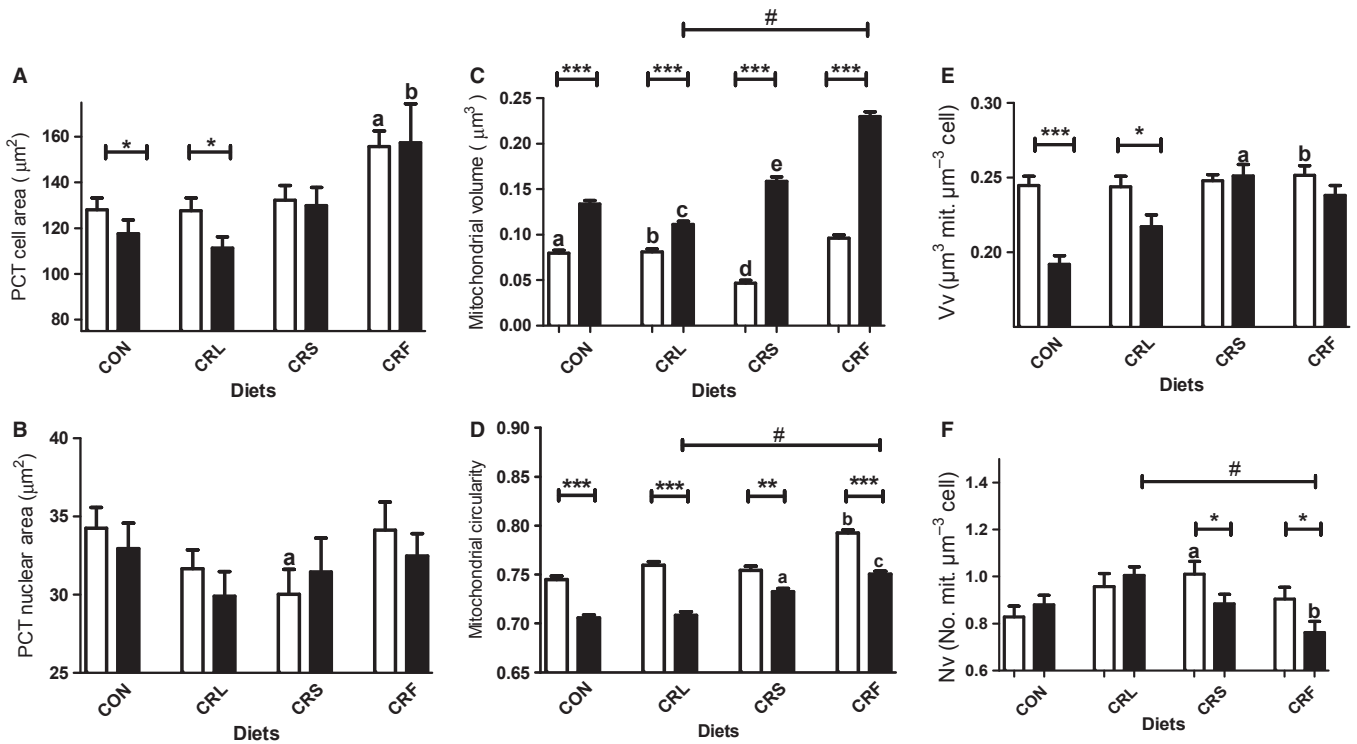 A
PCT cell area ( μm²)
160
140
120
100
80
* *
a b
CON CRL CRS CRF
Diets
B
PCT nuclear area (μm²)
40
35
30
25
a
CON CRL CRS CRF
Diets
#
C
*** *** *** ***
Mitochondrial volume ( μm³)
0.25
0.20
0.15
0.10
0.05
0.00
a b c d e
CON CRL CRS CRF
Diets
D
Mitochondrial circularity
0.90
0.85
0.80
0.75
0.70
0.65
#
*** *** ** ***
a b c
CON CRL CRS CRF
Diets
E
Vv (μm³ mit. μm⁻³ cell)
0.30
0.25
0.20
*** *
a b
CON CRL CRS CRF
Diets
F
Nv (No. mit. μm⁻³ cell)
1.4
1.2
1.0
0.8
0.6
#
* *
a b
CON CRL CRS CRF
Diets